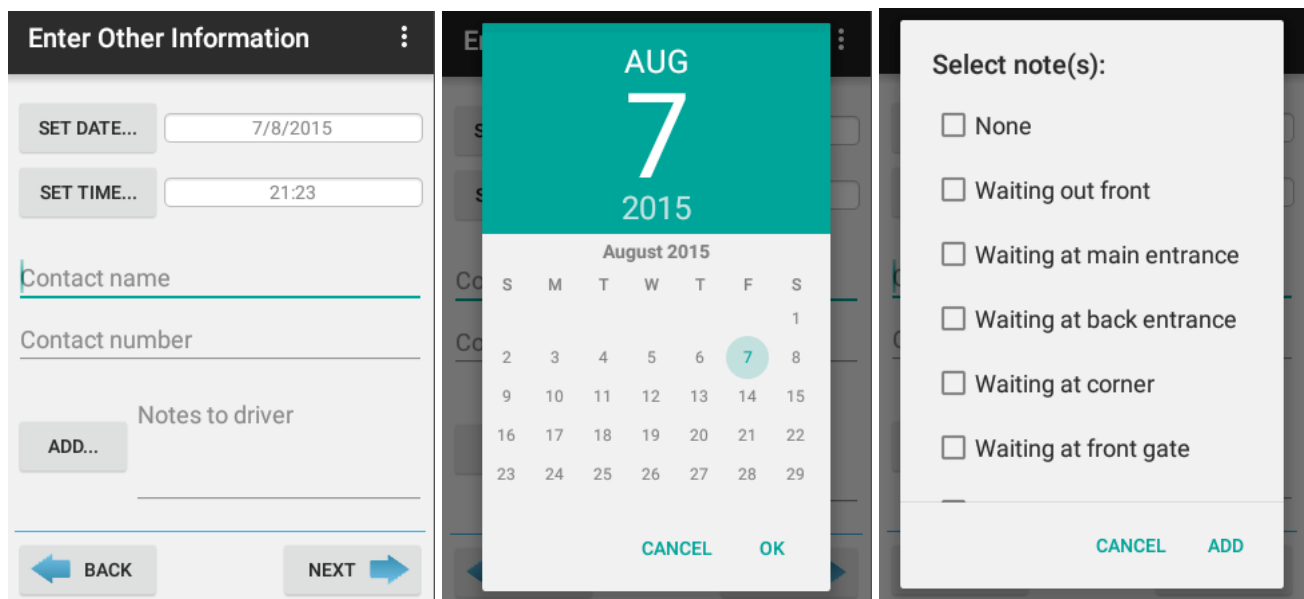 Enter Other Information
SET DATE... 7/8/2015
SET TIME... 21:23
Contact name
Contact number
Notes to driver
ADD...
BACK NEXT
E
AUG
7
2015
S
S
August 2015
Co
S M T W T F S
1
Co
2 3 4 5 6 7 8
9 10 11 12 13 14 15
16 17 18 19 20 21 22
23 24 25 26 27 28 29
CANCEL OK
Select note(s):
None
Waiting out front
Waiting at main entrance
Waiting at back entrance
Waiting at corner
Waiting at front gate
CANCEL ADD